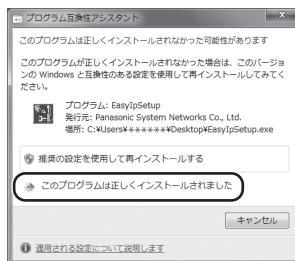 プログラム互換性アシスタント
このプログラムは正しくインストールされなかった可能性があります
このプログラムが正しくインストールされなかった場合は、このバージョ
ンの Windows と互換性のある設定を使用して再インストールしてみてく
ださい。
プログラム: EasyIpSetup
発行元: Panasonic System Networks Co., Ltd.
場所: C:¥Users¥******¥Desktop¥EasyIpSetup.exe
推奨の設定を使用して再インストールする
このプログラムは正しくインストールされました
キャンセル
適用される設定について説明します